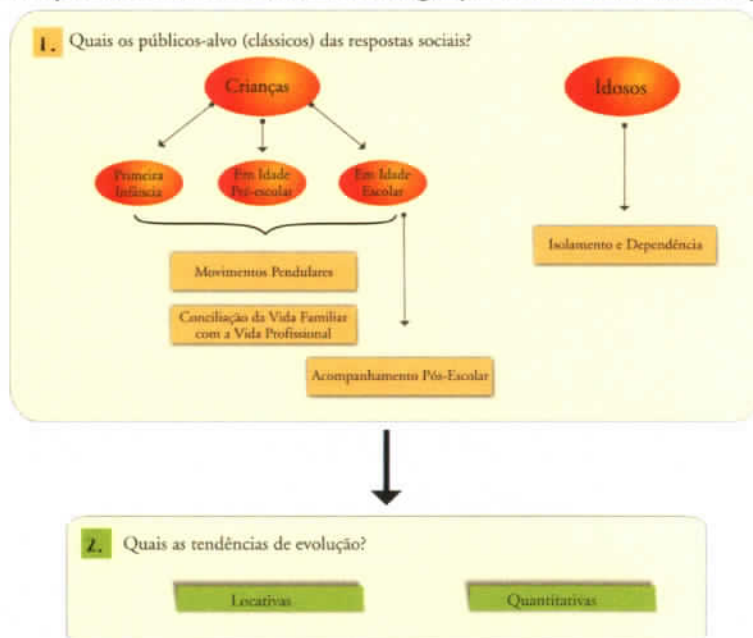 1. Quais os públicos-alvo (clássicos) das respostas sociais?
Crianças
Idosos
Primeira
Infância
Em Idade
Pré-escolar
Em Idade
Escolar
Isolamento e Dependência
Movimentos Pendulares
Conciliação da Vida Familiar
com a Vida Profissional
Acompanhamento Pós-Escolar
2. Quais as tendências de evolução?
Locativas
Quantitativas